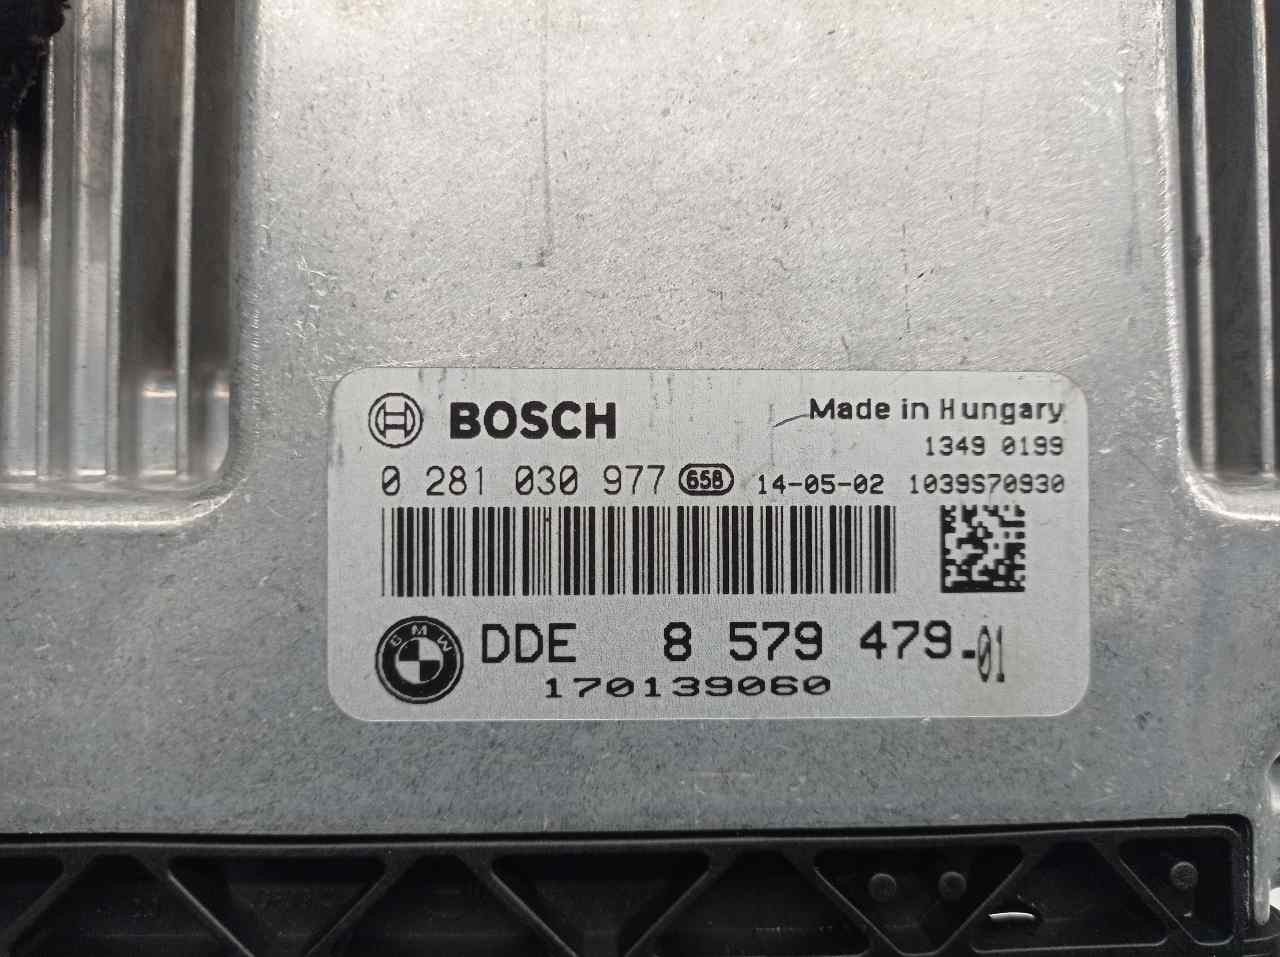 BOSCH
Made in Hungary
1349 0199
0 281 030 977 658 14-05-02 1039S70930
BMW
DDE 8 579 479-01
170139060